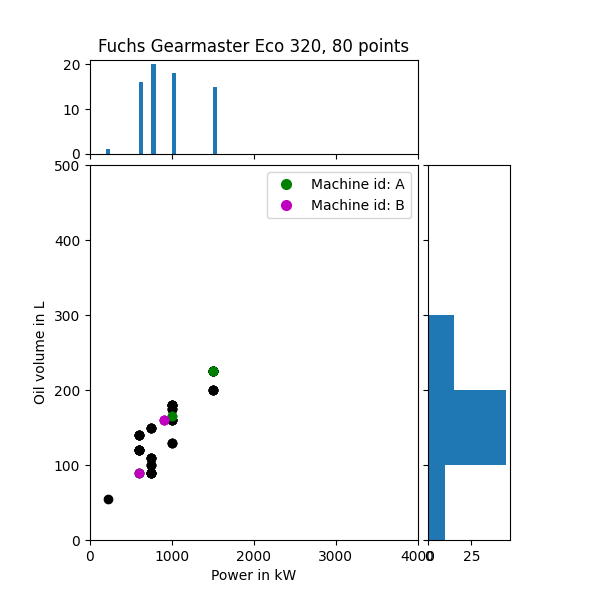 Fuchs Gearmaster Eco 320, 80 points
20
10
0
500
400
300
200
100
0
Oil volume in L
Machine id: A
Machine id: B
0 1000 2000 3000 4000
0 25
Power in kW